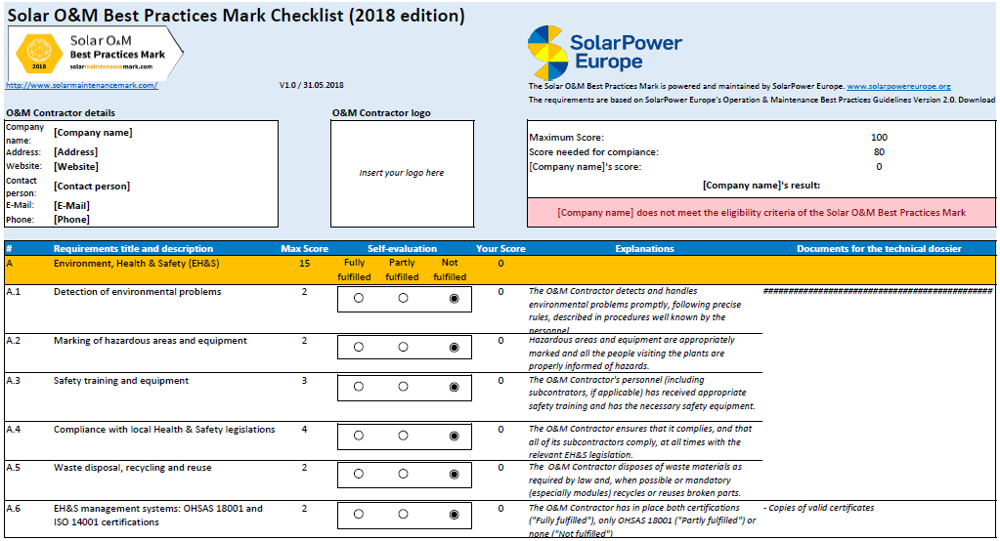 Solar O&M Best Practices Mark Checklist (2018 edition)
Solar O&M
Best Practices Mark
solarmaintenancemark.com
2018
SolarPower
Europe
http://www.solarmaintenancemark.com/
V1.0 / 31.05.2018
The Solar O&M Best Practices Mark is powered and maintained by SolarPower Europe. www.solarpowereurope.org
The requirements are based on SolarPower Europe's Operation & Maintenance Best Practices Guidelines Version 2.0. Download
O&M Contractor details
O&M Contractor logo
Company name: [Company name]
Address: [Address]
Website: [Website]
Contact person: [Contact person]
E-Mail: [E-Mail]
Phone: [Phone]
Insert your logo here
Maximum Score: 100
Score needed for compiance: 80
[Company name]'s score: 0
[Company name]'s result:
[Company name] does not meet the eligibility criteria of the Solar O&M Best Practices Mark
# Requirements title and description Max Score Self-evaluation Your Score Explanations Documents for the technical dossier
A Environment, Health & Safety (EH&S) 15 Fully fulfilled Partly fulfilled Not fulfilled 0
A.1 Detection of environmental problems 2 0
The O&M Contractor detects and handles
environmental problems promptly, following precise
rules, described in procedures well known by the
personnel
##############################################
A.2 Marking of hazardous areas and equipment 2 0
Hazardous areas and equipment are appropriately
marked and all the people visiting the plants are
properly informed of hazards.
A.3 Safety training and equipment 3 0
The O&M Contractor's personnel (including
subcontrators, if applicable) has received appropriate
safety training and has the necessary safety equipment.
A.4 Compliance with local Health & Safety legislations 4 0
The O&M Contractor ensures that it complies, and that
all of its subcontractors comply, at all times with the
relevant EH&S legislation.
A.5 Waste disposal, recycling and reuse 2 0
The O&M Contractor disposes of waste materials as
required by law and, when possible or mandatory
(especially modules) recycles or reuses broken parts.
A.6 EH&S management systems: OHSAS 18001 and
ISO 14001 certifications
2 0
The O&M Contractor has in place both certifications
("Fully fulfilled"), only OHSAS 18001 ("Partly fulfilled") or
none ("Not fulfilled")
- Copies of valid certificates